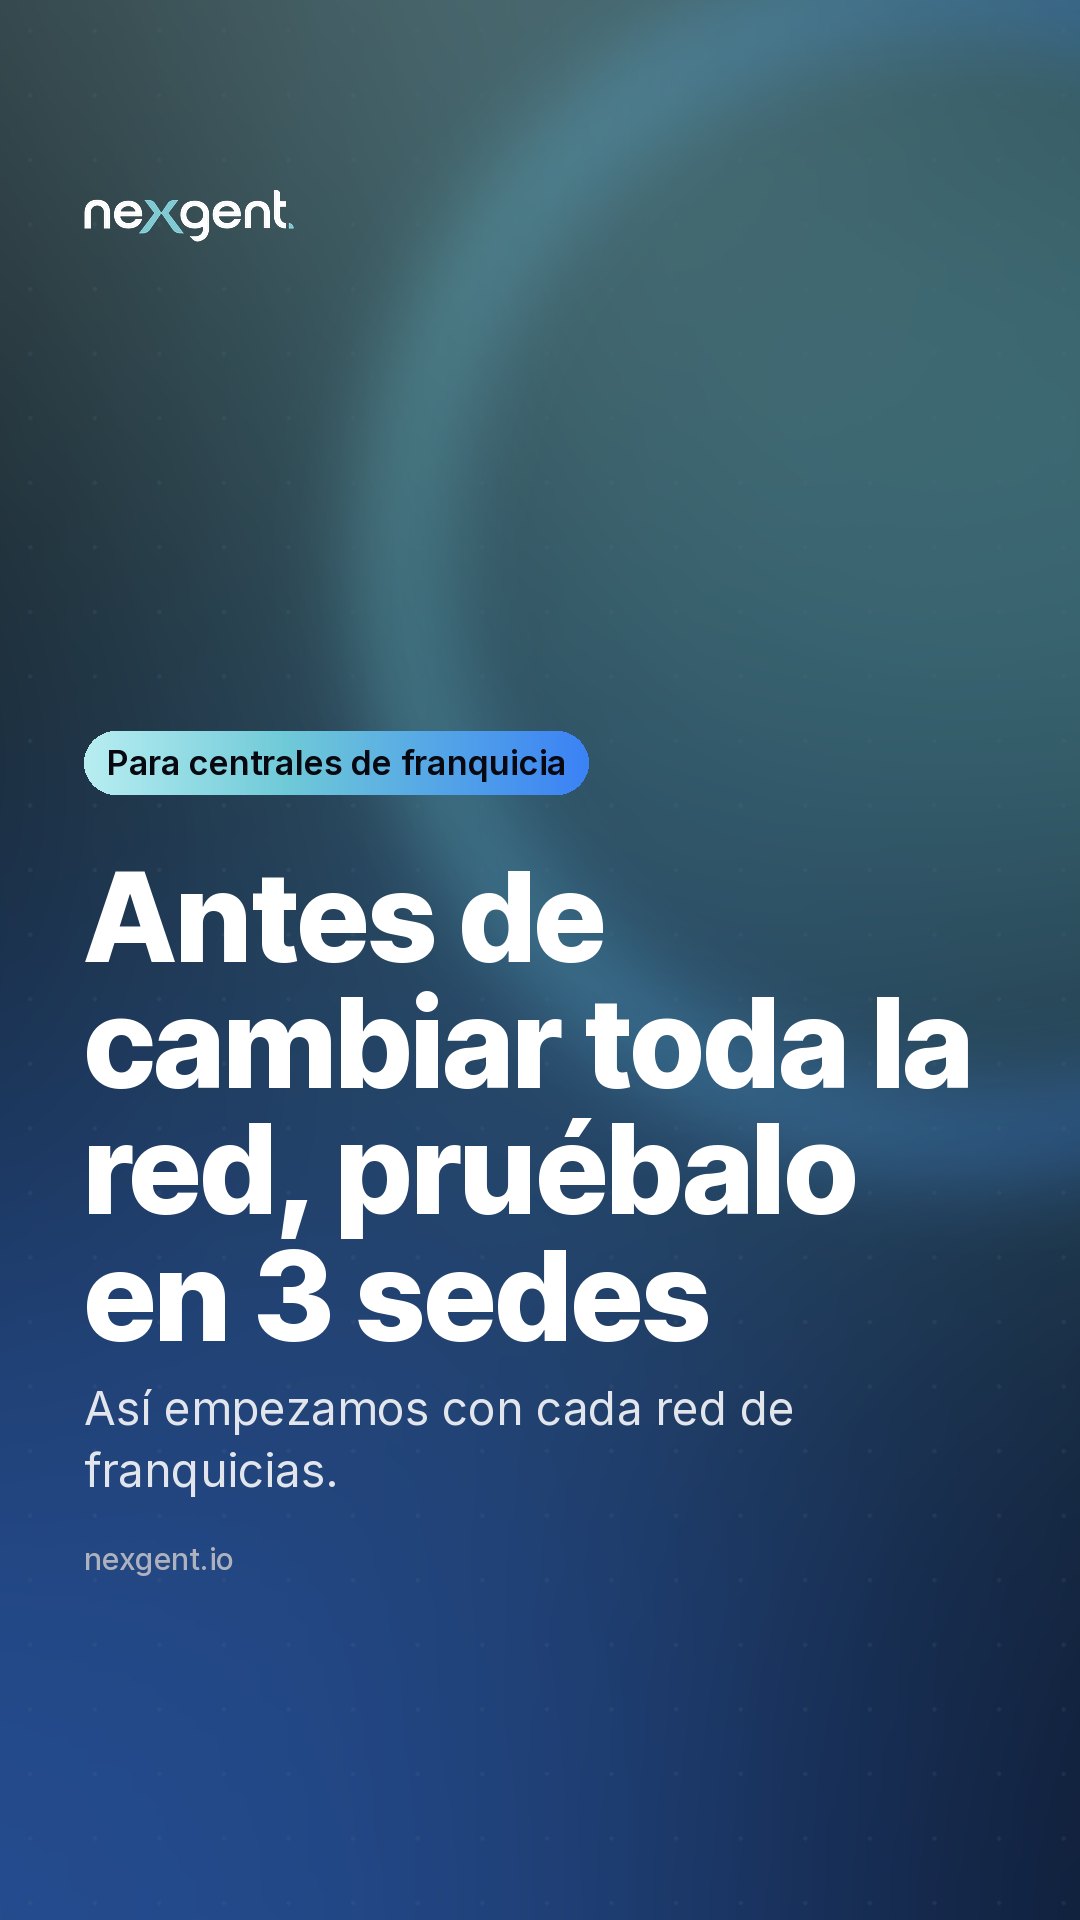 nexgent.
Para centrales de franquicia
Antes de
cambiar toda la
red, pruébalo
en 3 sedes
Así empezamos con cada red de
franquicias.
nexgent.io